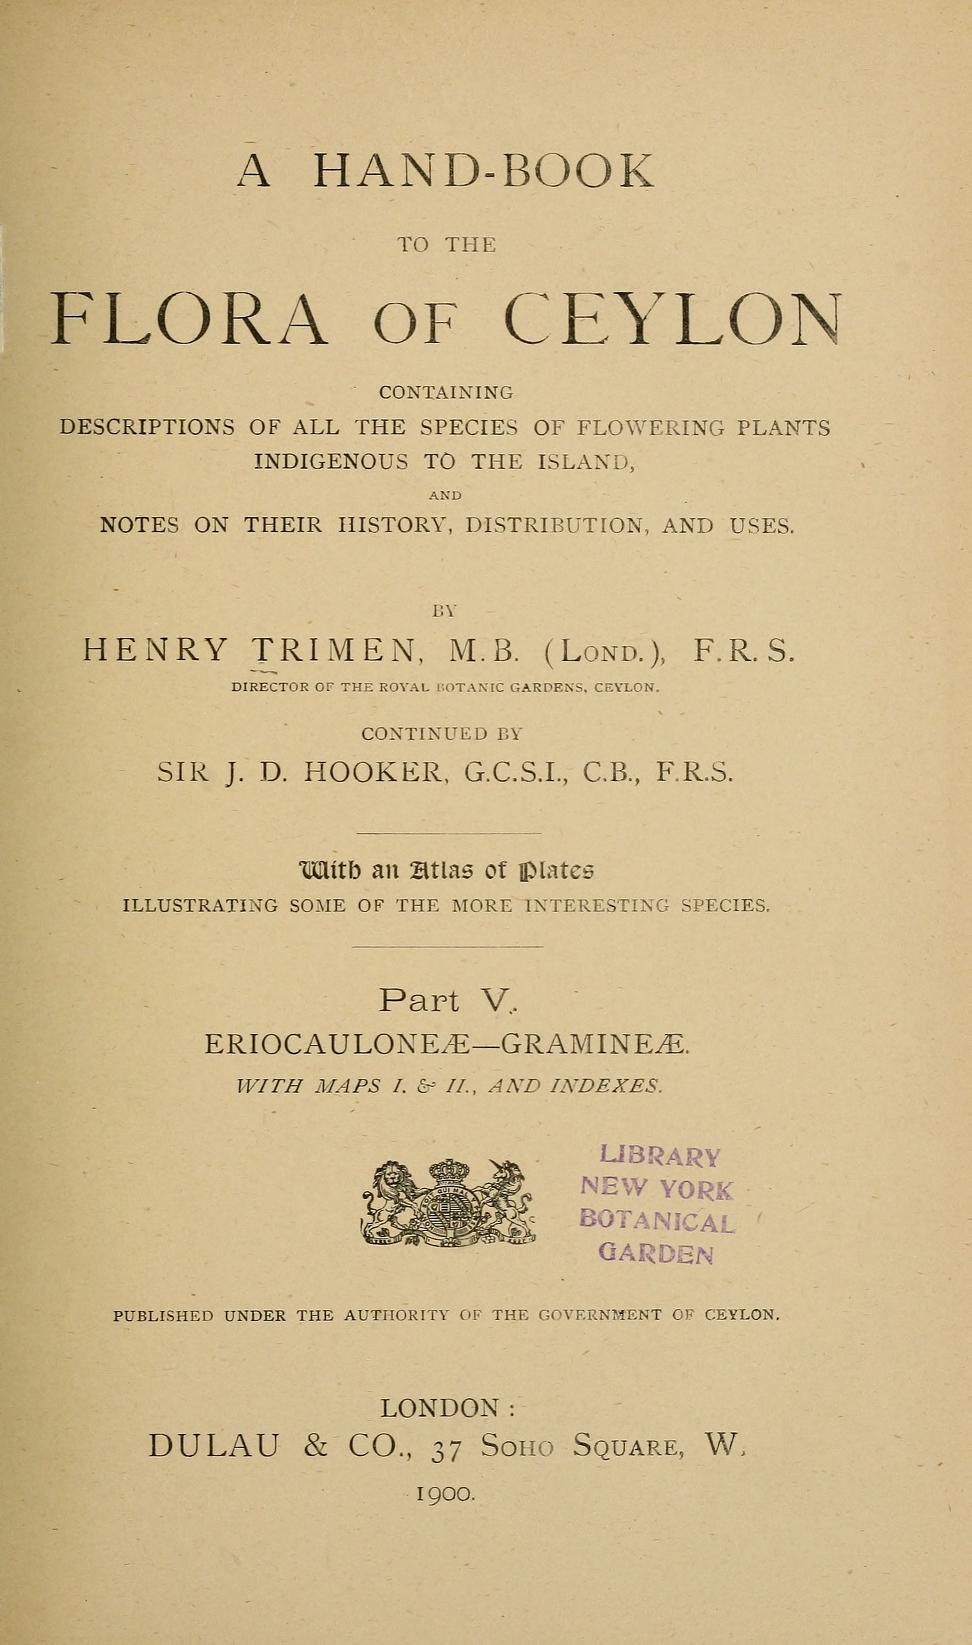 A HAND-BOOK
TO THE
FLORA OF CEYLON
CONTAINING
DESCRIPTIONS OF ALL THE SPECIES OF FLOWERING PLANTS
INDIGENOUS TO THE ISLAND,
AND
NOTES ON THEIR HISTORY, DISTRIBUTION, AND USES.
BY
HENRY TRIMEN, M.B. (LOND.), F.R.S.
DIRECTOR OF THE ROYAL BOTANIC GARDENS, CEYLON.
CONTINUED BY
SIR J. D. HOOKER, G.C.S.I., C.B., F.R.S.
With an Atlas of Plates
ILLUSTRATING SOME OF THE MORE INTERESTING SPECIES.
Part V.
ERIOCAULONEÆ—GRAMINEÆ.
WITH MAPS I. & II., AND INDEXES.
LIBRARY
NEW YORK
BOTANICAL
GARDEN
PUBLISHED UNDER THE AUTHORITY OF THE GOVERNMENT OF CEYLON.
LONDON:
DULAU & CO., 37 SOHO SQUARE, W.
1900.